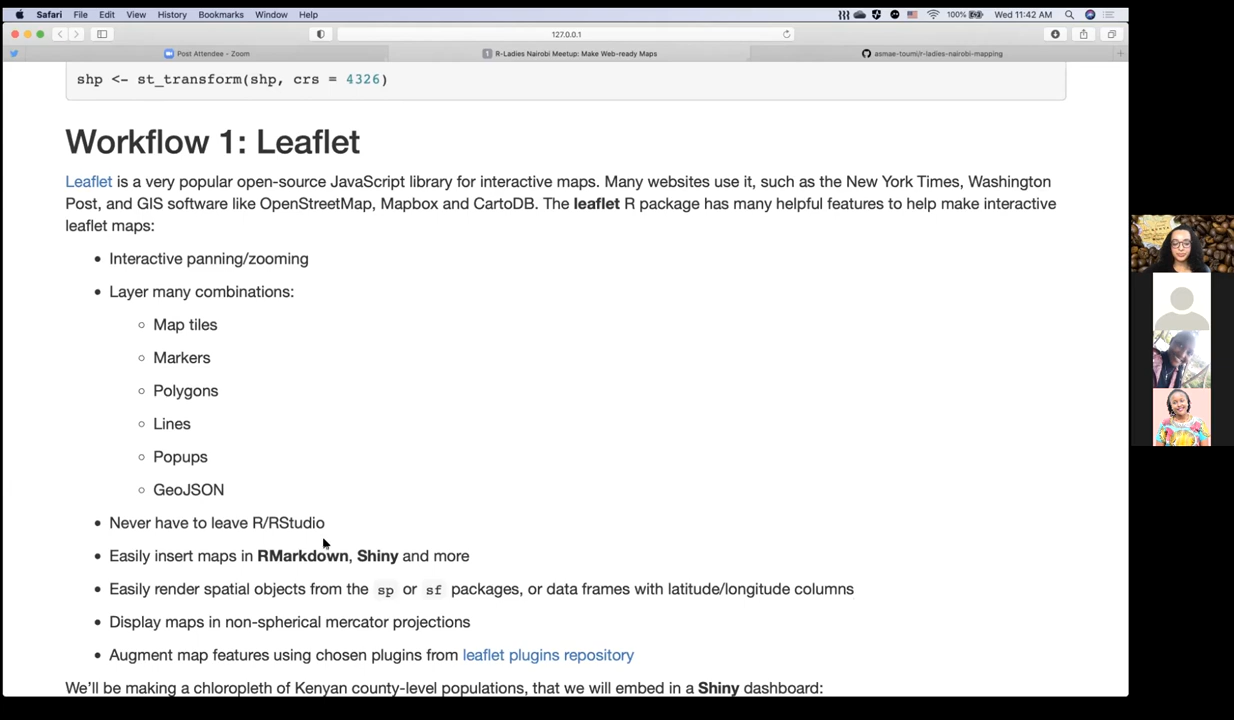 Safari File Edit View History Bookmarks Window Help 100% Wed 11:42 AM
127.0.0.1
Post Attendee - Zoom
1 R-Ladies Nairobi Meetup: Make Web-ready Maps
asmae-toumi/r-ladies-nairobi-mapping
shp <- st_transform(shp, crs = 4326)
Workflow 1: Leaflet
Leaflet is a very popular open-source JavaScript library for interactive maps. Many websites use it, such as the New York Times, Washington
Post, and GIS software like OpenStreetMap, Mapbox and CartoDB. The leaflet R package has many helpful features to help make interactive
leaflet maps:
• Interactive panning/zooming
• Layer many combinations:
◦ Map tiles
◦ Markers
◦ Polygons
◦ Lines
◦ Popups
◦ GeoJSON
• Never have to leave R/RStudio
• Easily insert maps in RMarkdown, Shiny and more
• Easily render spatial objects from the sp or sf packages, or data frames with latitude/longitude columns
• Display maps in non-spherical mercator projections
• Augment map features using chosen plugins from leaflet plugins repository
We'll be making a chloropleth of Kenyan county-level populations, that we will embed in a Shiny dashboard: